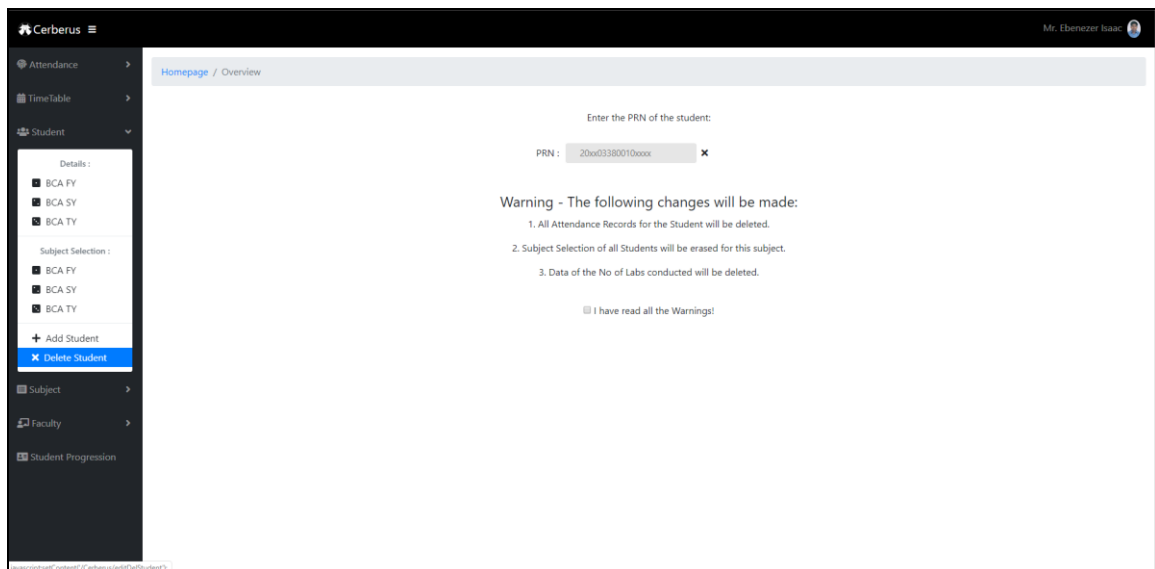 Cerberus
Mr. Ebenezer Isaac
Attendance
TimeTable
Student
Details :
BCA FY
BCA SY
BCA TY
Subject Selection :
BCA FY
BCA SY
BCA TY
Add Student
Delete Student
Subject
Faculty
Student Progression
Homepage / Overview
Enter the PRN of the student:
PRN : 20xx03380010xxxx
Warning - The following changes will be made:
1. All Attendance Records for the Student will be deleted.
2. Subject Selection of all Students will be erased for this subject.
3. Data of the No of Labs conducted will be deleted.
I have read all the Warnings!